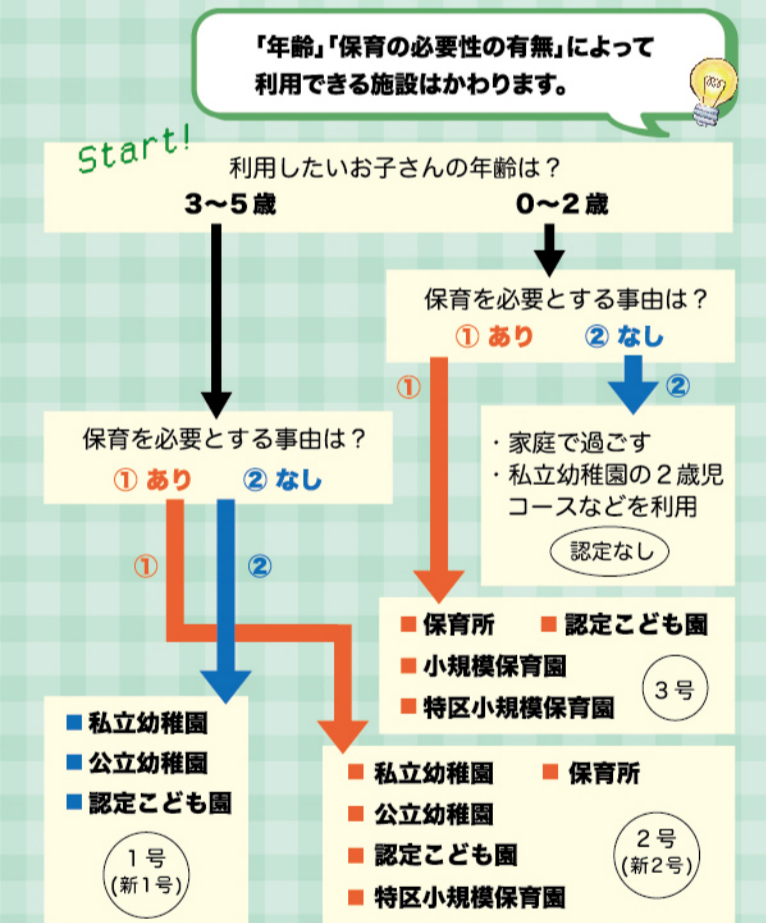 「年齢」「保育の必要性の有無」によって
利用できる施設はかわります。
Start!
利用したいお子さんの年齢は？
3〜5歳
0〜2歳
保育を必要とする事由は？
① あり ② なし
①
②
・家庭で過ごす
・私立幼稚園の２歳児
コースなどを利用
認定なし
■ 保育所 ■ 認定こども園
■ 小規模保育園
■ 特区小規模保育園
3号
保育を必要とする事由は？
① あり ② なし
①
②
■ 私立幼稚園
■ 公立幼稚園
■ 認定こども園
1号
(新1号)
■ 私立幼稚園 ■ 保育所
■ 公立幼稚園
■ 認定こども園
■ 特区小規模保育園
2号
(新2号)